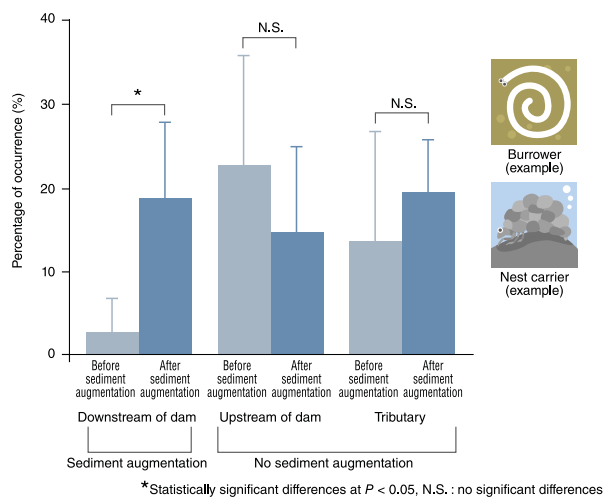 Percentage of occurrence (%)
40
30
20
10
0
*
N.S.
N.S.
Before
sediment
augmentation
After
sediment
augmentation
Before
sediment
augmentation
After
sediment
augmentation
Before
sediment
augmentation
After
sediment
augmentation
Downstream of dam
Upstream of dam
Tributary
Sediment augmentation
No sediment augmentation
Burrower
(example)
Nest carrier
(example)
*Statistically significant differences at P < 0.05, N.S. : no significant differences